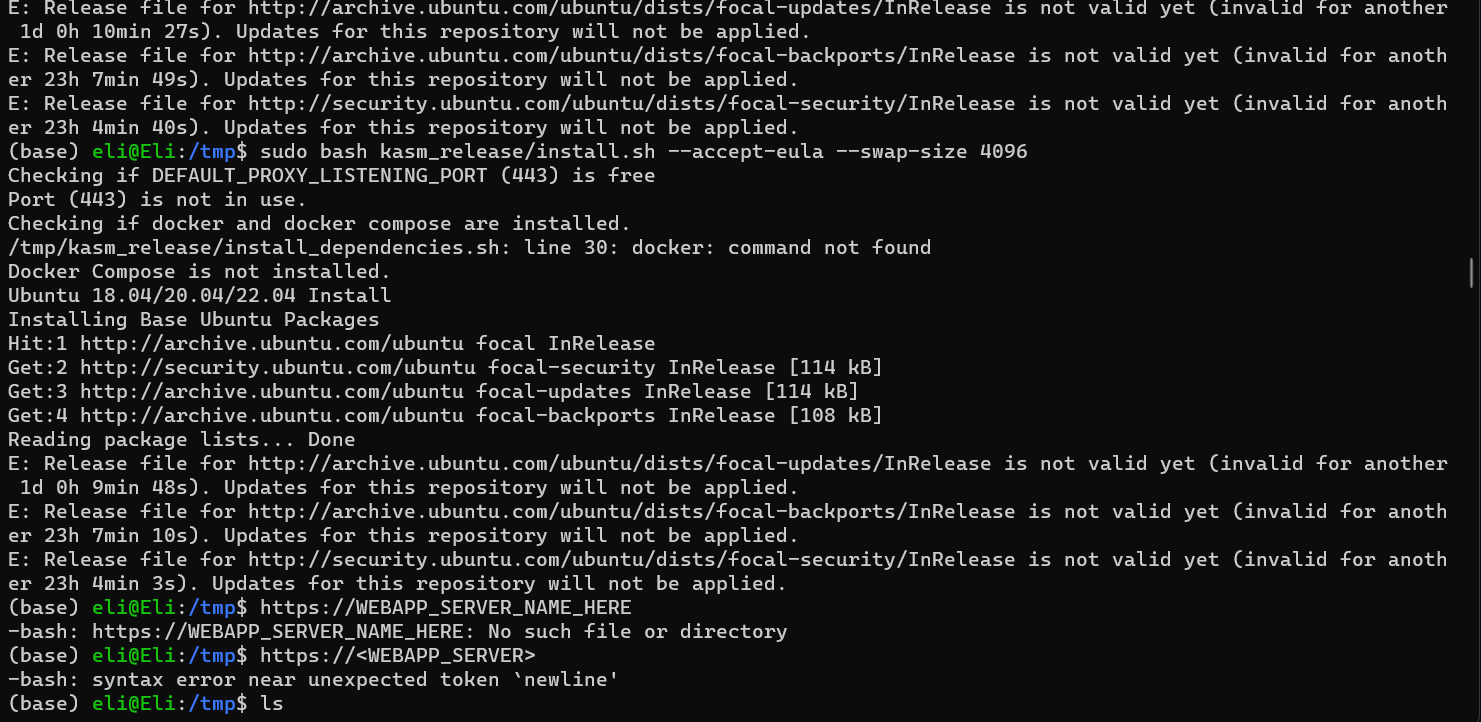 E: Release file for http://archive.ubuntu.com/ubuntu/dists/focal-updates/InRelease is not valid yet (invalid for another
 1d 0h 10min 27s). Updates for this repository will not be applied.
E: Release file for http://archive.ubuntu.com/ubuntu/dists/focal-backports/InRelease is not valid yet (invalid for anoth
er 23h 7min 49s). Updates for this repository will not be applied.
E: Release file for http://security.ubuntu.com/ubuntu/dists/focal-security/InRelease is not valid yet (invalid for anoth
er 23h 4min 40s). Updates for this repository will not be applied.
(base) eli@Eli:/tmp$ sudo bash kasm_release/install.sh --accept-eula --swap-size 4096
Checking if DEFAULT_PROXY_LISTENING_PORT (443) is free
Port (443) is not in use.
Checking if docker and docker compose are installed.
/tmp/kasm_release/install_dependencies.sh: line 30: docker: command not found
Docker Compose is not installed.
Ubuntu 18.04/20.04/22.04 Install
Installing Base Ubuntu Packages
Hit:1 http://archive.ubuntu.com/ubuntu focal InRelease
Get:2 http://security.ubuntu.com/ubuntu focal-security InRelease [114 kB]
Get:3 http://archive.ubuntu.com/ubuntu focal-updates InRelease [114 kB]
Get:4 http://archive.ubuntu.com/ubuntu focal-backports InRelease [108 kB]
Reading package lists... Done
E: Release file for http://archive.ubuntu.com/ubuntu/dists/focal-updates/InRelease is not valid yet (invalid for another
 1d 0h 9min 48s). Updates for this repository will not be applied.
E: Release file for http://archive.ubuntu.com/ubuntu/dists/focal-backports/InRelease is not valid yet (invalid for anoth
er 23h 7min 10s). Updates for this repository will not be applied.
E: Release file for http://security.ubuntu.com/ubuntu/dists/focal-security/InRelease is not valid yet (invalid for anoth
er 23h 4min 3s). Updates for this repository will not be applied.
(base) eli@Eli:/tmp$ https://WEBAPP_SERVER_NAME_HERE
-bash: https://WEBAPP_SERVER_NAME_HERE: No such file or directory
(base) eli@Eli:/tmp$ https://<WEBAPP_SERVER>
-bash: syntax error near unexpected token `newline'
(base) eli@Eli:/tmp$ ls